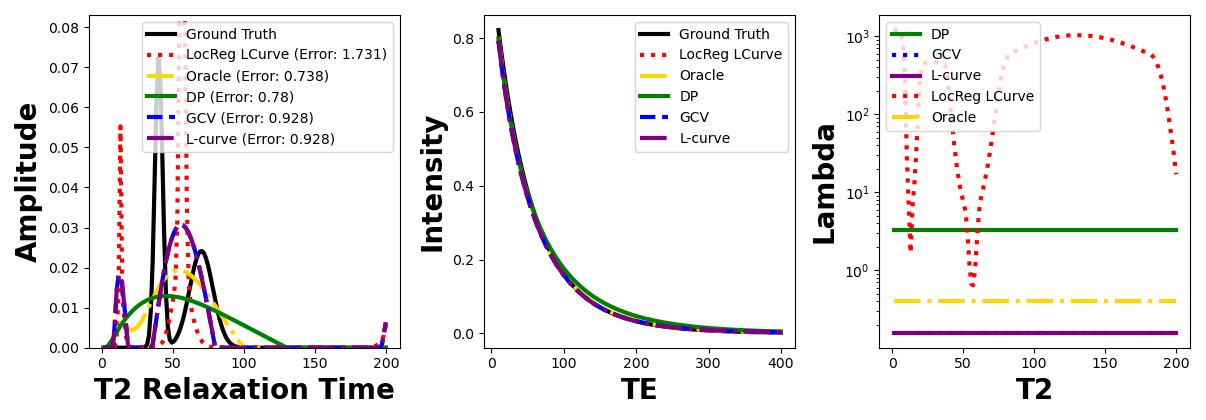 Amplitude
0.08
0.07
0.06
0.05
0.04
0.03
0.02
0.01
0.00
0
50
100
150
200
T2 Relaxation Time
Ground Truth
LocReg LCurve (Error: 1.731)
Oracle (Error: 0.738)
DP (Error: 0.78)
GCV (Error: 0.928)
L-curve (Error: 0.928)
Intensity
0.8
0.6
0.4
0.2
0.0
0
100
200
300
400
TE
Ground Truth
LocReg LCurve
Oracle
DP
GCV
L-curve
Lambda
10³
10²
10¹
10⁰
0
50
100
150
200
T2
DP
GCV
L-curve
LocReg LCurve
Oracle